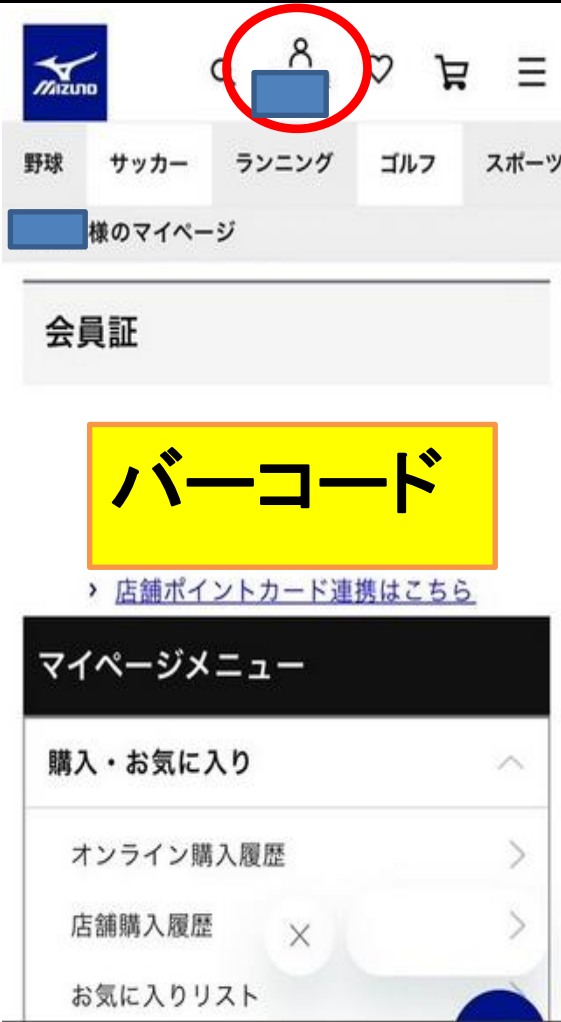 MIZUNO
野球 サッカー ランニング ゴルフ スポーツ
様のマイページ
会員証
バーコード
› 店舗ポイントカード連携はこちら
マイページメニュー
購入・お気に入り
オンライン購入履歴
店舗購入履歴
お気に入りリスト